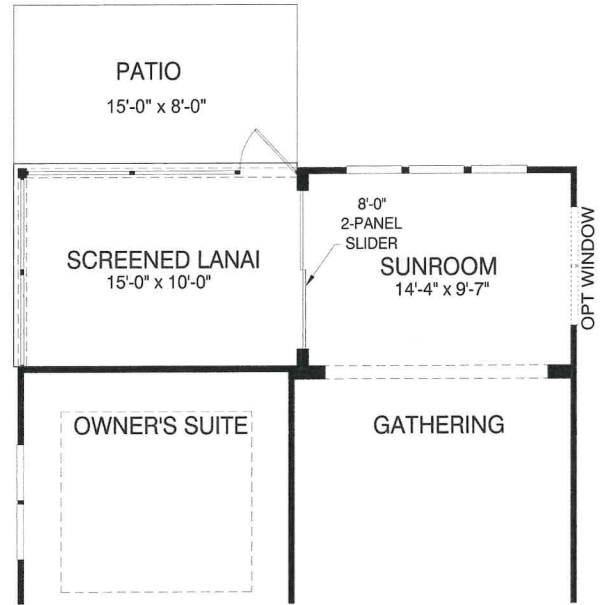 PATIO
15'-0" x 8'-0"
8'-0"
2-PANEL
SLIDER
SCREENED LANAI
15'-0" x 10'-0"
SUNROOM
14'-4" x 9'-7"
OPT WINDOW
OWNER'S SUITE
GATHERING